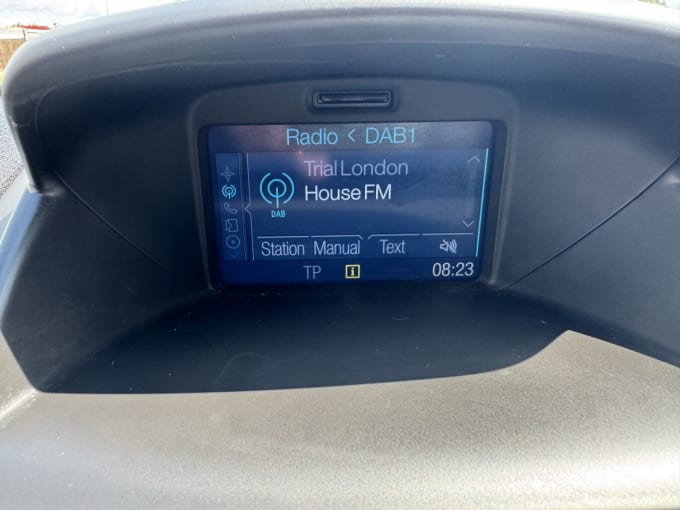 Radio < DAB1
Trial London
House FM
DAB
Station Manual Text
TP i 08:23